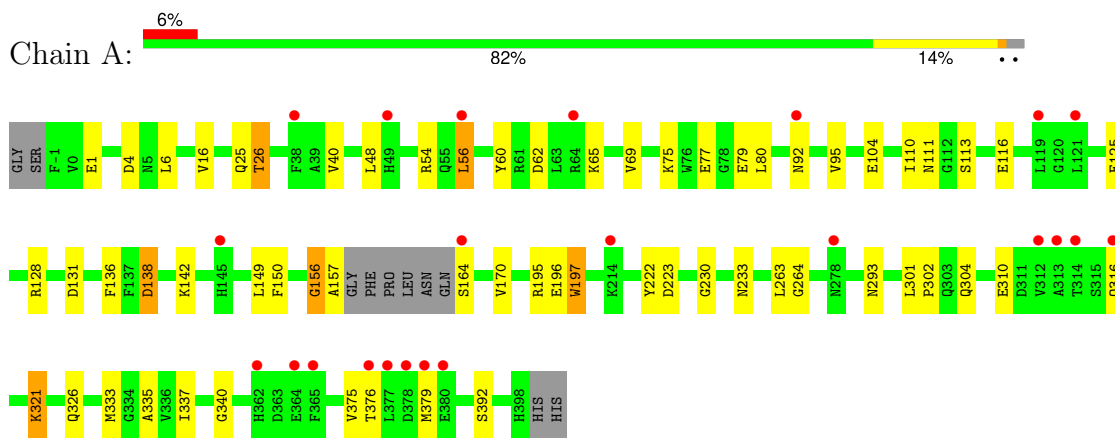 6%
Chain A:
82% 14% • •
GLY SER F-1 V0 E1 D4 N5 L6 V16 Q25 T26 F38 A39 V40 L48 H49 R54 Q55 L56 Y60 R61 D62 L63 R64 K65 V69 K75 W76 E77 G78 E79 L80 N92 V95 E104 I110 N111 G112 S113 E116 L119 G120 L121
R128 D131 F136 F137 D138 K142 H145 L149 F150 G156 A157 GLY PHE PRO LEU ASN GLN S164 V170 K214 R195 E196 W197 Y222 D223 G230 N233 L263 G264 N278 N293 L301 P302 Q303 Q304 E310 D311 V312 A313 T314 S315
K321 Q326 M333 G334 A335 V336 I337 G340 H362 D363 E364 F365 V375 T376 L377 D378 M379 E380 S392 H398 HIS HIS